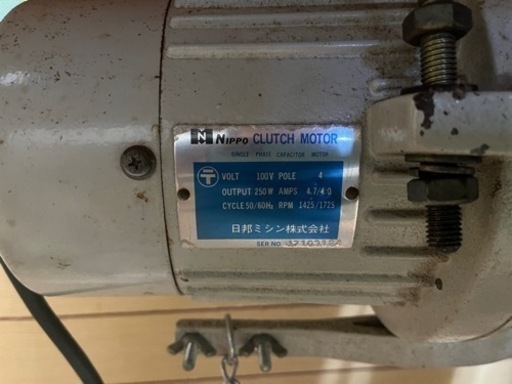 NIPPO CLUTCH MOTOR
SINGLE PHASE CAPACITOR MOTOR
VOLT 100V POLE 4
OUTPUT 250W AMPS 4.7/4.0
CYCLE 50/60Hz RPM 1425/1725
日邦ミシン株式会社
SER NO.